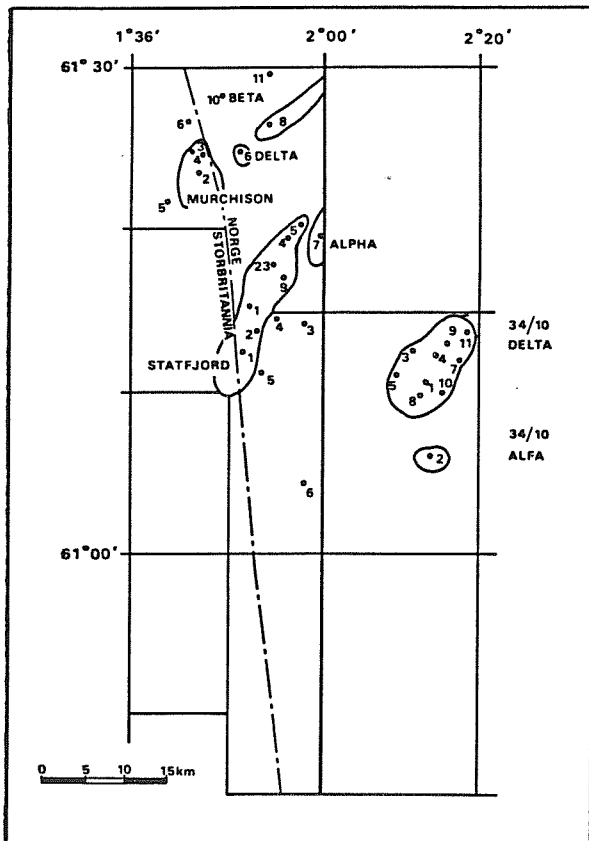 1°36' 2°00' 2°20'
61°30'
11
10 BETA
6 8
3
4 6 DELTA
2
MURCHISON
5
NORGE
STORBRITANNIA
5
4 7 ALPHA
23
9
1
4 3
2
1
STATFJORD
5
6
34/10
DELTA
9
11
3 4
7
5 1 10
8
34/10
ALFA
2
61°00'
0 5 10 15km